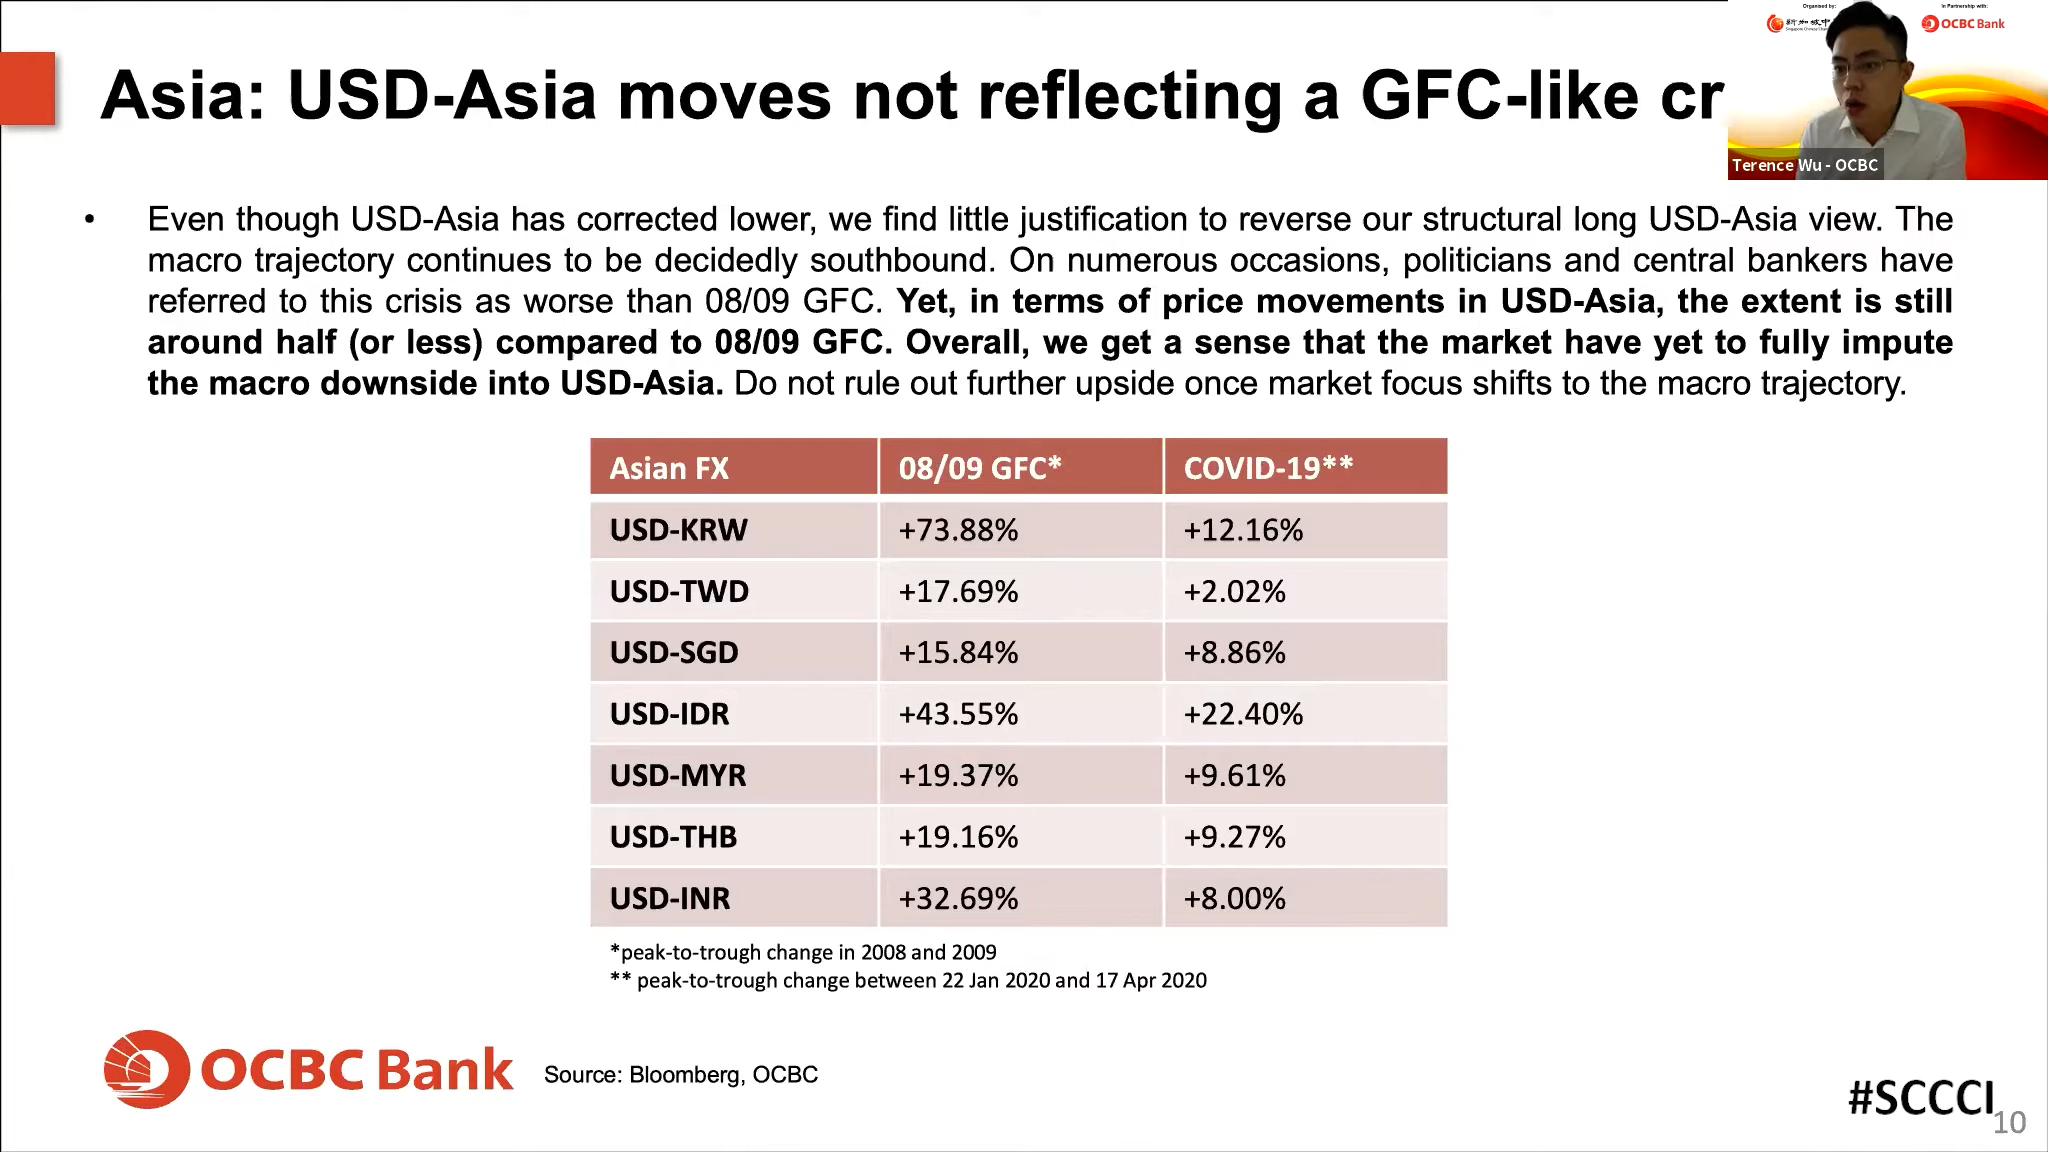 Organised by:
In Partnership with:
新加坡中
OCBC Bank
Asia: USD-Asia moves not reflecting a GFC-like cr
Terence Wu - OCBC
• Even though USD-Asia has corrected lower, we find little justification to reverse our structural long USD-Asia view. The
macro trajectory continues to be decidedly southbound. On numerous occasions, politicians and central bankers have
referred to this crisis as worse than 08/09 GFC. Yet, in terms of price movements in USD-Asia, the extent is still
around half (or less) compared to 08/09 GFC. Overall, we get a sense that the market have yet to fully impute
the macro downside into USD-Asia. Do not rule out further upside once market focus shifts to the macro trajectory.
Asian FX 08/09 GFC* COVID-19**
USD-KRW +73.88% +12.16%
USD-TWD +17.69% +2.02%
USD-SGD +15.84% +8.86%
USD-IDR +43.55% +22.40%
USD-MYR +19.37% +9.61%
USD-THB +19.16% +9.27%
USD-INR +32.69% +8.00%
*peak-to-trough change in 2008 and 2009
** peak-to-trough change between 22 Jan 2020 and 17 Apr 2020
OCBC Bank
Source: Bloomberg, OCBC
#SCCCI
10